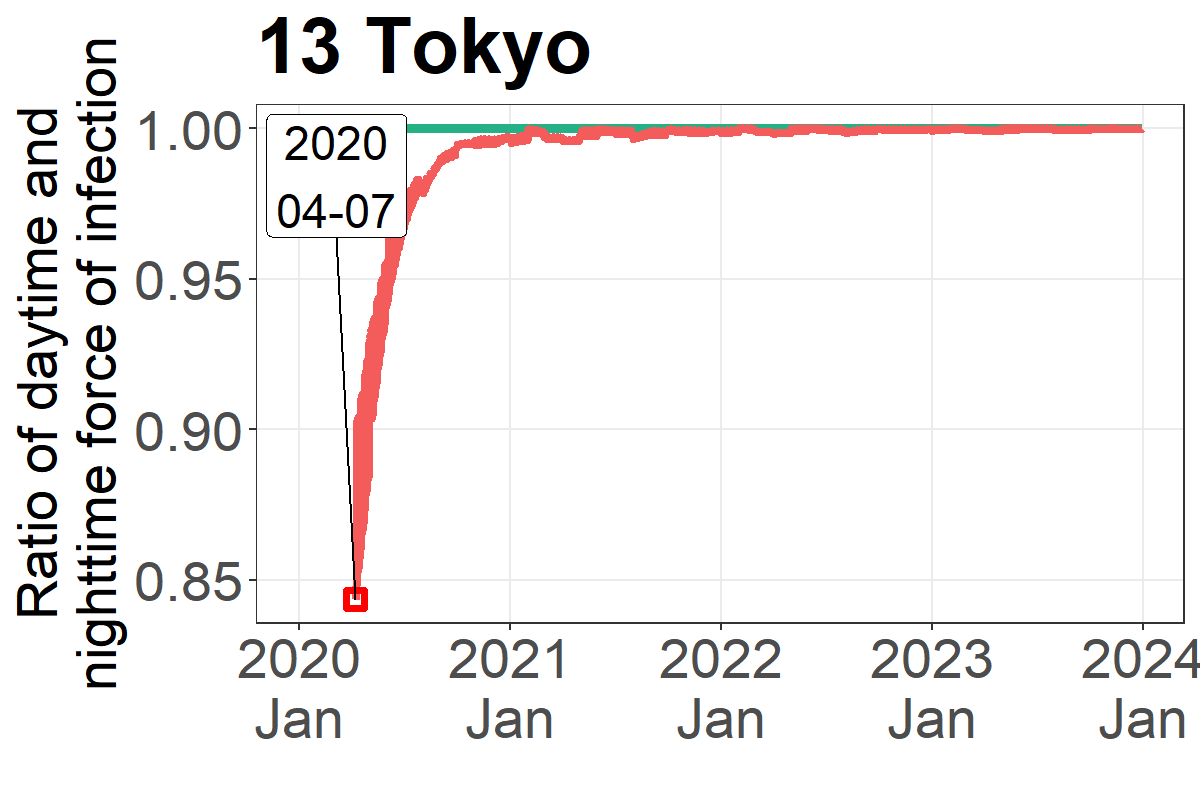 13 Tokyo
Ratio of daytime and
nighttime force of infection
1.00
0.95
0.90
0.85
2020
04-07
2020
Jan
2021
Jan
2022
Jan
2023
Jan
2024
Jan